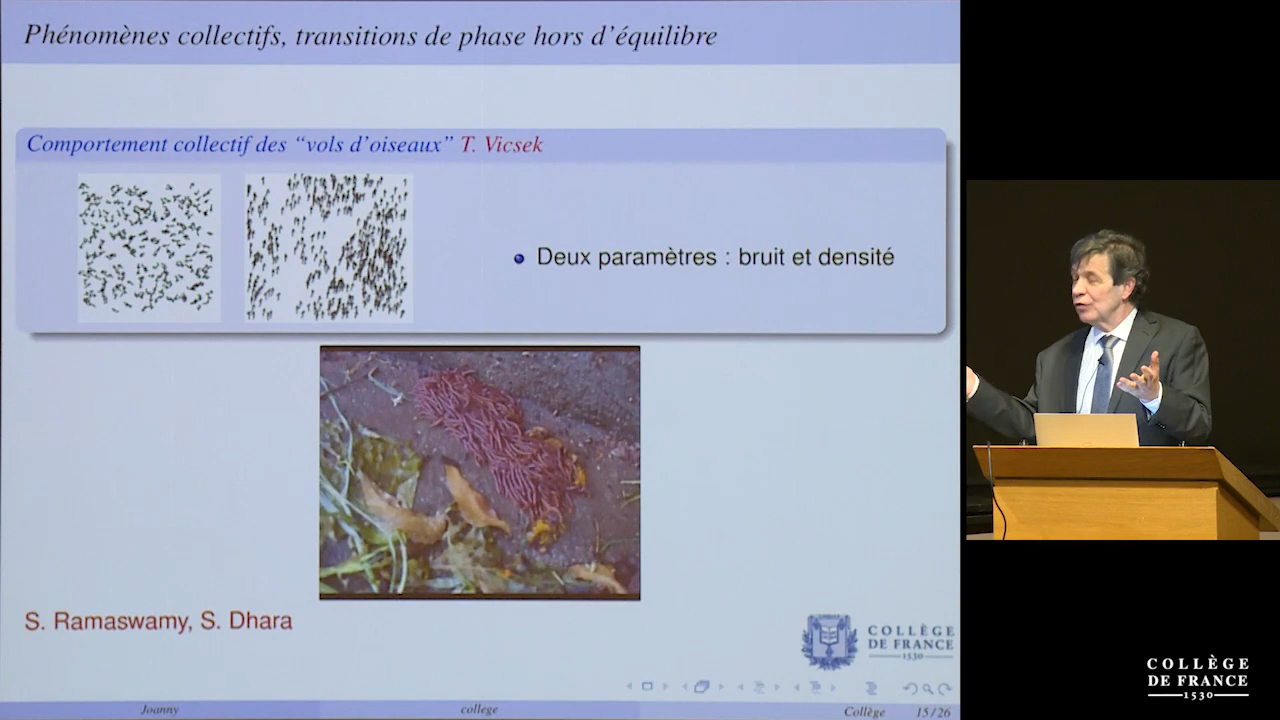 Phénomènes collectifs, transitions de phase hors d'équilibre
Comportement collectif des “vols d'oiseaux” T. Vicsek
Deux paramètres : bruit et densité
S. Ramaswamy, S. Dhara
COLLÈGE
DE FRANCE
1530
Joanny
college
Collège
15/26
COLLÈGE
DE FRANCE
1530